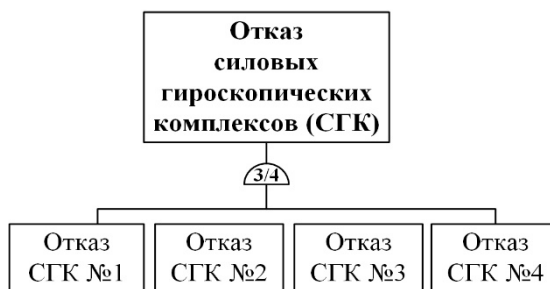 Отказ
силовых
гироскопических
комплексов (СГК)
3/4
Отказ
СГК №1
Отказ
СГК №2
Отказ
СГК №3
Отказ
СГК №4